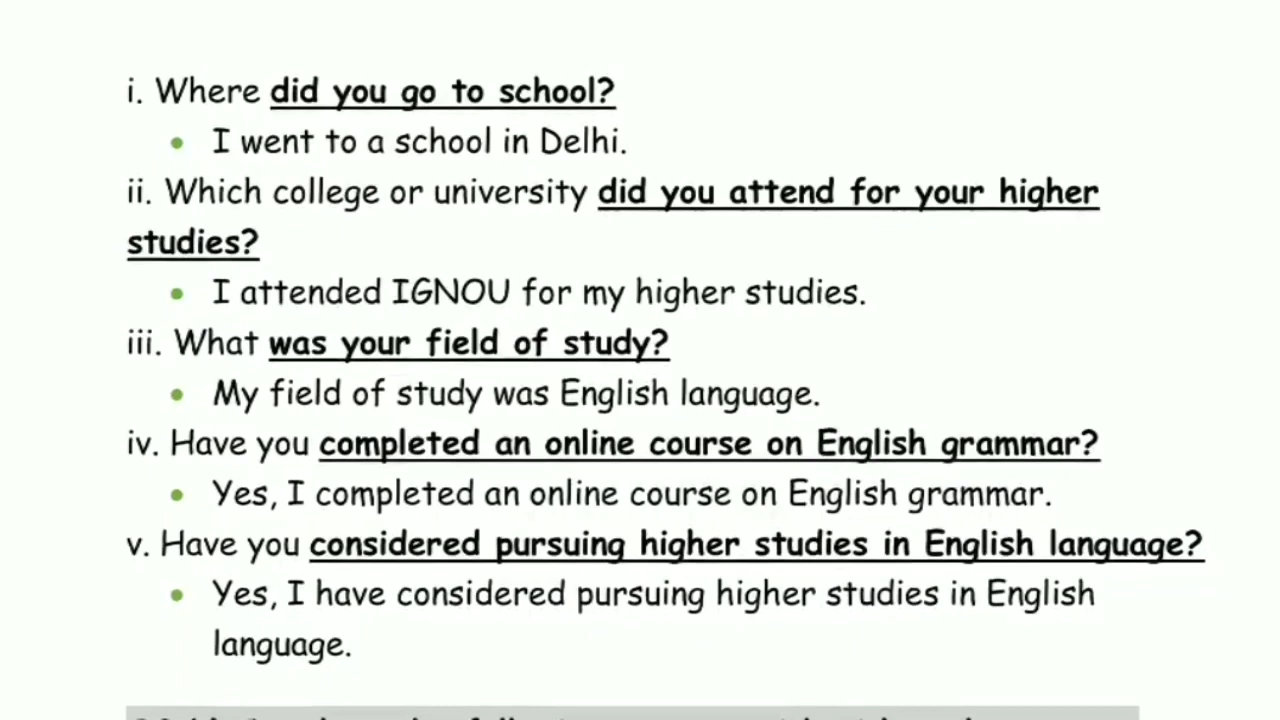 i. Where did you go to school?
• I went to a school in Delhi.
ii. Which college or university did you attend for your higher
studies?
• I attended IGNOU for my higher studies.
iii. What was your field of study?
• My field of study was English language.
iv. Have you completed an online course on English grammar?
• Yes, I completed an online course on English grammar.
v. Have you considered pursuing higher studies in English language?
• Yes, I have considered pursuing higher studies in English
language.